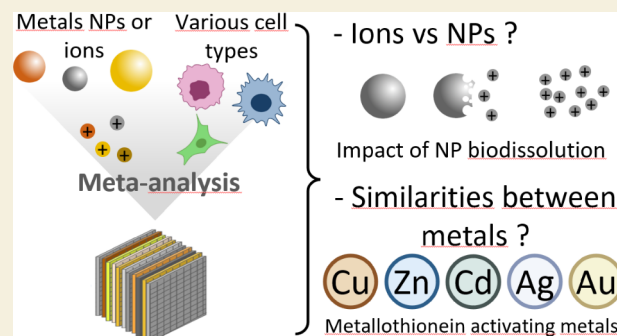 Metals NPs or
ions
Various cell
types
+ + + +
Meta-analysis
- Ions vs NPs ?
+ + +
+ + + + + + + + +
Impact of NP biodissolution
- Similarities between
metals ?
Cu Zn Cd Ag Au
Metallothionein activating metals